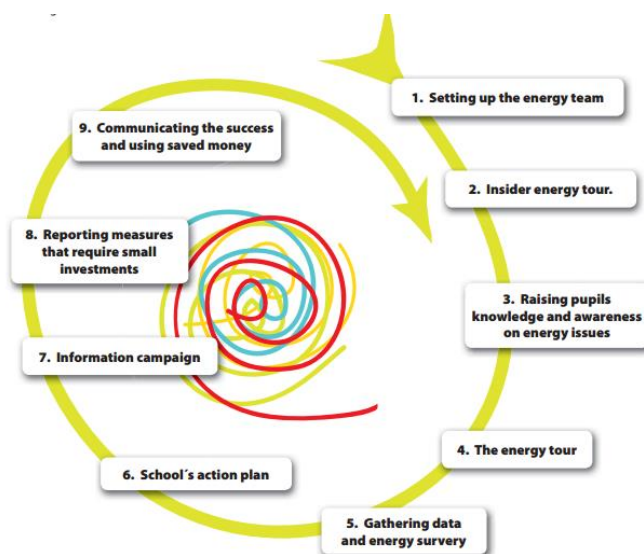 1. Setting up the energy team
2. Insider energy tour.
3. Raising pupils
knowledge and awareness
on energy issues
4. The energy tour
5. Gathering data
and energy survery
6. School´s action plan
7. Information campaign
8. Reporting measures
that require small
investments
9. Communicating the success
and using saved money